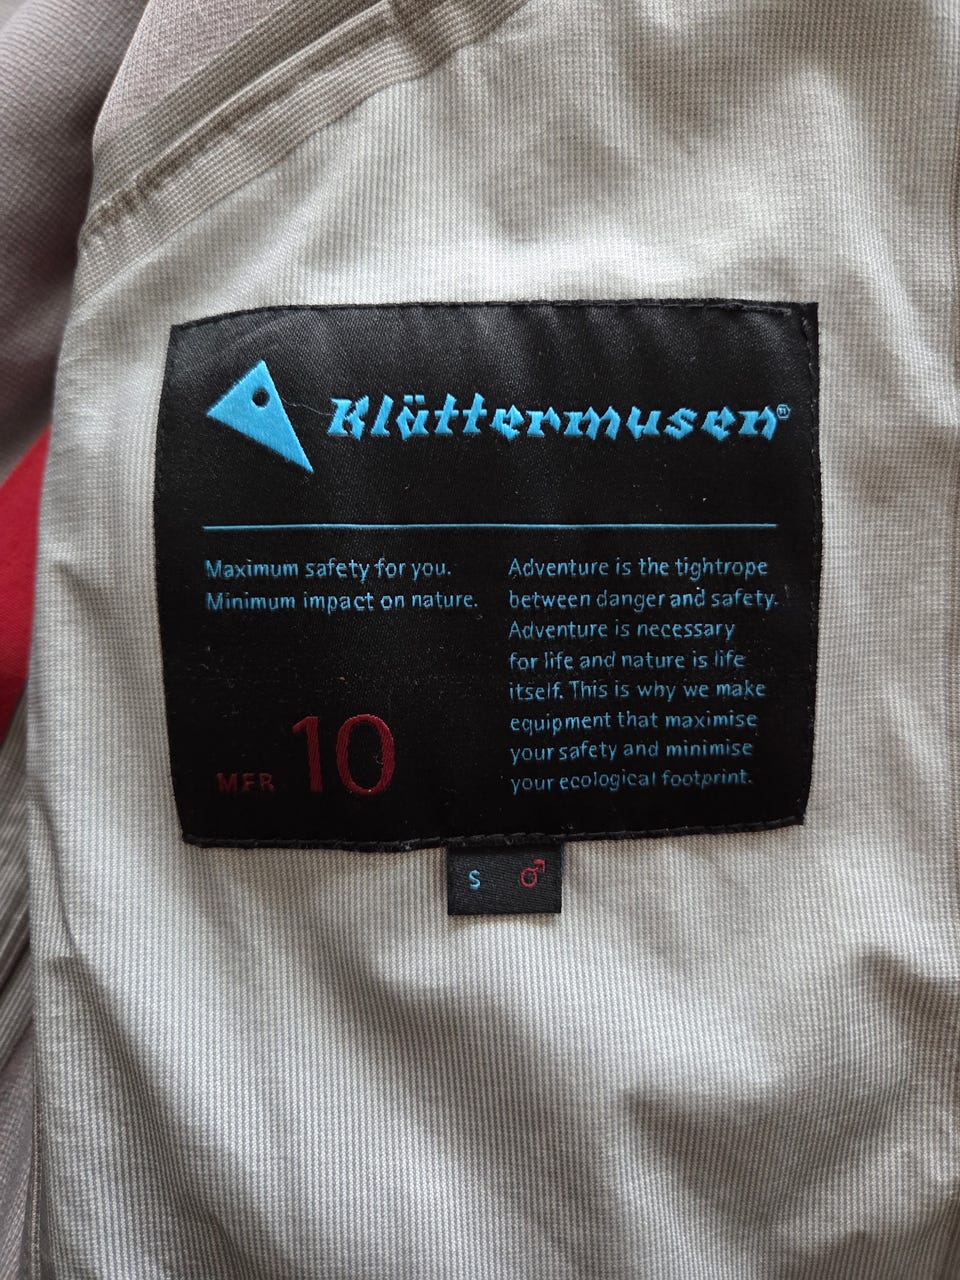 Klättermusen®
Maximum safety for you.
Minimum impact on nature.
Adventure is the tightrope
between danger and safety.
Adventure is necessary
for life and nature is life
itself. This is why we make
equipment that maximise
your safety and minimise
your ecological footprint.
MFR 10
S ♂